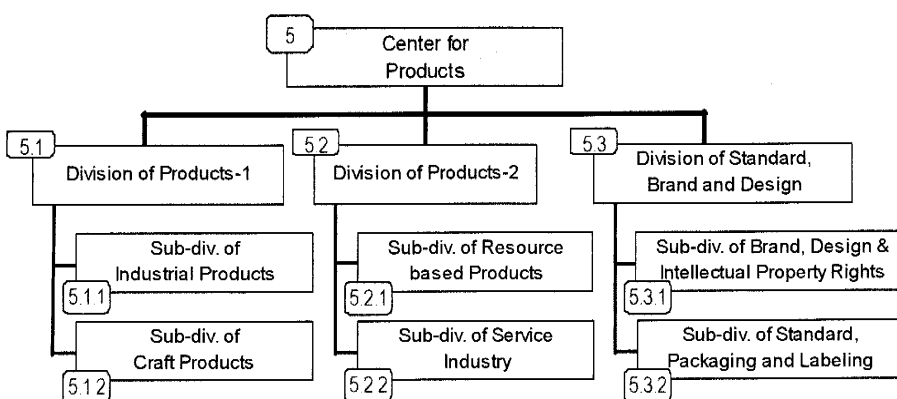 5
Center for
Products
5.1
Division of Products-1
5.2
Division of Products-2
5.3
Division of Standard,
Brand and Design
Sub-div. of
Industrial Products
5.1.1
Sub-div. of
Craft Products
5.1.2
Sub-div. of Resource
based Products
5.2.1
Sub-div. of Service
Industry
5.2.2
Sub-div. of Brand, Design &
Intellectual Property Rights
5.3.1
Sub-div. of Standard,
Packaging and Labeling
5.3.2